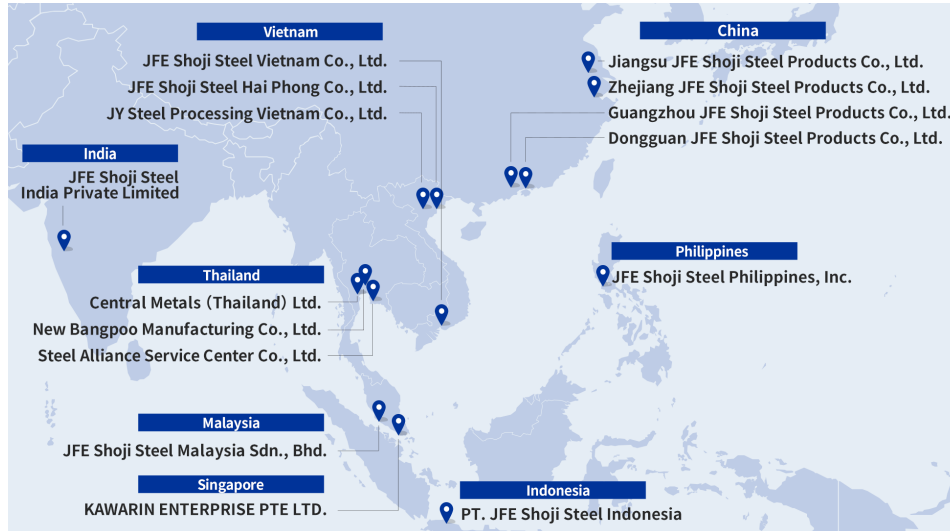 Vietnam
JFE Shoji Steel Vietnam Co., Ltd.
JFE Shoji Steel Hai Phong Co., Ltd.
JY Steel Processing Vietnam Co., Ltd.
China
Jiangsu JFE Shoji Steel Products Co., Ltd.
Zhejiang JFE Shoji Steel Products Co., Ltd.
Guangzhou JFE Shoji Steel Products Co., Ltd.
Dongguan JFE Shoji Steel Products Co., Ltd.
India
JFE Shoji Steel
India Private Limited
Philippines
JFE Shoji Steel Philippines, Inc.
Thailand
Central Metals（Thailand）Ltd.
New Bangpoo Manufacturing Co., Ltd.
Steel Alliance Service Center Co., Ltd.
Malaysia
JFE Shoji Steel Malaysia Sdn., Bhd.
Singapore
KAWARIN ENTERPRISE PTE LTD.
Indonesia
PT. JFE Shoji Steel Indonesia